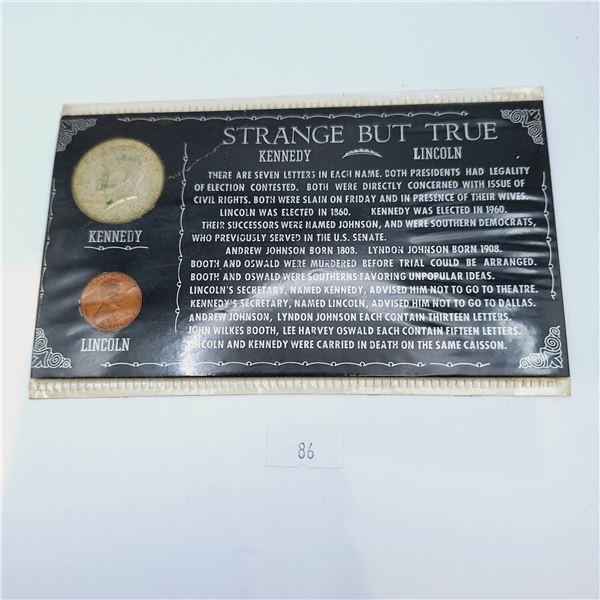 STRANGE BUT TRUE
KENNEDY LINCOLN
THERE ARE SEVEN LETTERS IN EACH NAME. BOTH PRESIDENTS HAD LEGALITY
OF ELECTION CONTESTED. BOTH WERE DIRECTLY CONCERNED WITH ISSUE OF
CIVIL RIGHTS. BOTH WERE SLAIN ON FRIDAY AND IN PRESENCE OF THEIR WIVES.
LINCOLN WAS ELECTED IN 1860. KENNEDY WAS ELECTED IN 1960.
THEIR SUCCESSORS WERE NAMED JOHNSON, AND WERE SOUTHERN DEMOCRATS,
WHO PREVIOUSLY SERVED IN THE U.S. SENATE.
ANDREW JOHNSON BORN 1808. LYNDON JOHNSON BORN 1908.
BOOTH AND OSWALD WERE MURDERED BEFORE TRIAL COULD BE ARRANGED.
BOOTH AND OSWALD WERE SOUTHERNS FAVORING UNPOPULAR IDEAS.
LINCOLN'S SECRETARY, NAMED KENNEDY, ADVISED HIM NOT TO GO TO THEATRE.
KENNEDY'S SECRETARY, NAMED LINCOLN, ADVISED HIM NOT TO GO TO DALLAS.
ANDREW JOHNSON, LYNDON JOHNSON EACH CONTAIN THIRTEEN LETTERS.
JOHN WILKES BOOTH, LEE HARVEY OSWALD EACH CONTAIN FIFTEEN LETTERS.
LINCOLN AND KENNEDY WERE CARRIED IN DEATH ON THE SAME CAISSON.
KENNEDY
LINCOLN
86